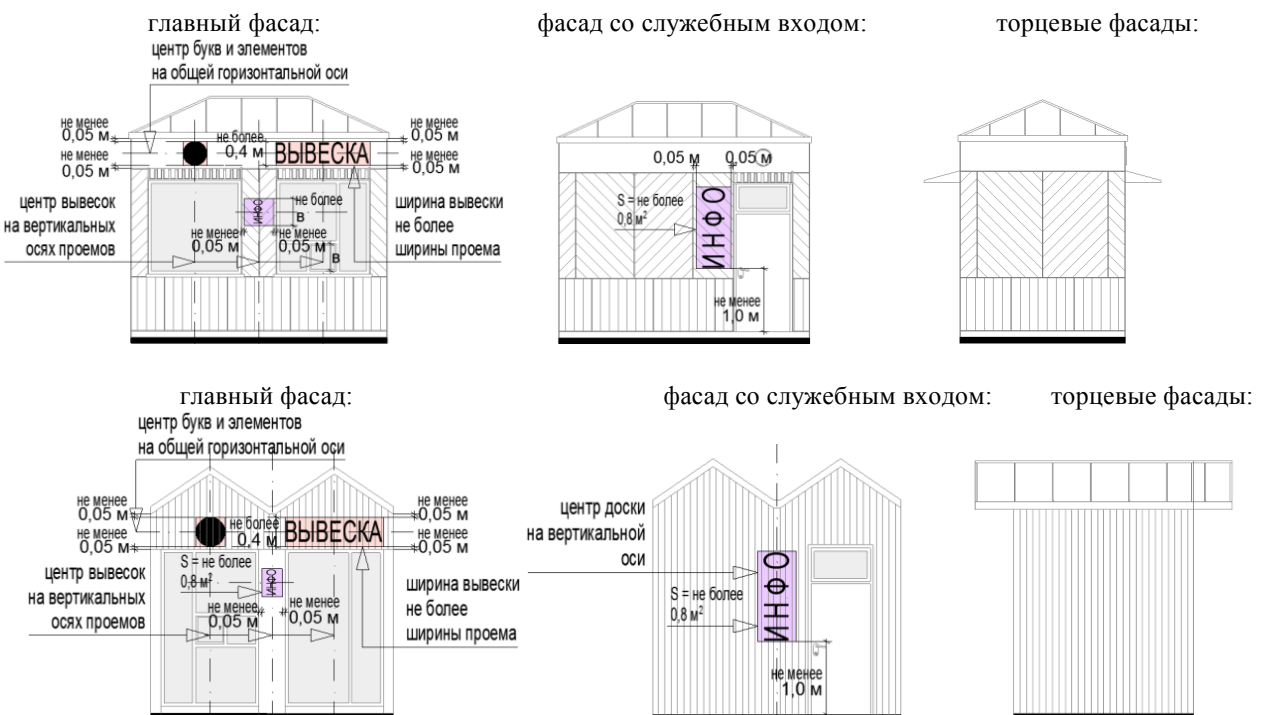 главный фасад:
фасад со служебным входом:
торцевые фасады:
центр букв и элементов
на общей горизонтальной оси
не менее
0,05 м
не менее
0,05 м
не более
0,4 м
ВЫВЕСКА
не менее
0,05 м
не менее
0,05 м
центр вывесок
на вертикальных
осях проемов
ИНФО
не более
в
не менее
0,05 м
не менее
0,05 м
в
ширина вывески
не более
ширины проема
0,05 м
0,05 м
S = не более
0,8 м²
ИНФО
не менее
1,0 м
главный фасад:
фасад со служебным входом:
торцевые фасады:
центр букв и элементов
на общей горизонтальной оси
не менее
0,05 м
не менее
0,05 м
не более
0,4 м
ВЫВЕСКА
не менее
0,05 м
не менее
0,05 м
S = не более
0,8 м²
ИНФО
центр вывесок
на вертикальных
осях проемов
не менее
0,05 м
не менее
0,05 м
ширина вывески
не более
ширины проема
центр доски
на вертикальной
оси
S = не более
0,8 м²
ИНФО
не менее
1,0 м